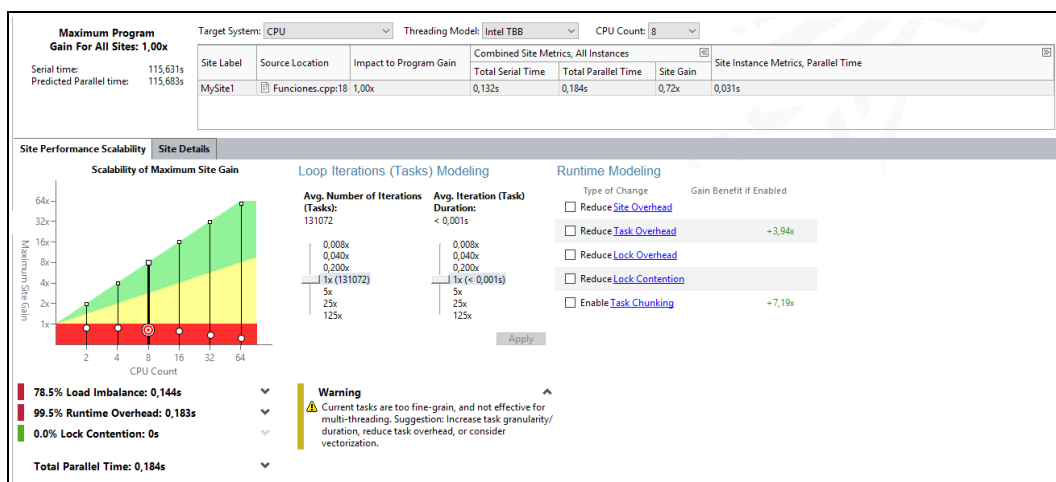 Maximum Program
Gain For All Sites: 1,00x
Serial time: 115,631s
Predicted Parallel time: 115,683s
Target System: CPU Threading Model: Intel TBB CPU Count: 8
Site Label Source Location Impact to Program Gain Combined Site Metrics, All Instances Site Instance Metrics, Parallel Time
Total Serial Time Total Parallel Time Site Gain
MySite1 Funciones.cpp:18 1,00x 0,132s 0,184s 0,72x 0,031s
Site Performance Scalability Site Details
Scalability of Maximum Site Gain
Maximum Site Gain
64x
32x
16x
8x
4x
2x
1x
2 4 8 16 32 64
CPU Count
78.5% Load Imbalance: 0,144s
99.5% Runtime Overhead: 0,183s
0.0% Lock Contention: 0s
Total Parallel Time: 0,184s
Loop Iterations (Tasks) Modeling
Avg. Number of Iterations
(Tasks):
131072
0,008x
0,040x
0,200x
1x (131072)
5x
25x
125x
Avg. Iteration (Task)
Duration:
< 0,001s
0,008x
0,040x
0,200x
1x (< 0,001s)
5x
25x
125x
Apply
Warning
Current tasks are too fine-grain, and not effective for
multi-threading. Suggestion: Increase task granularity/
duration, reduce task overhead, or consider
vectorization.
Runtime Modeling
Type of Change Gain Benefit if Enabled
Reduce Site Overhead
Reduce Task Overhead +3,94x
Reduce Lock Overhead
Reduce Lock Contention
Enable Task Chunking +7,19x